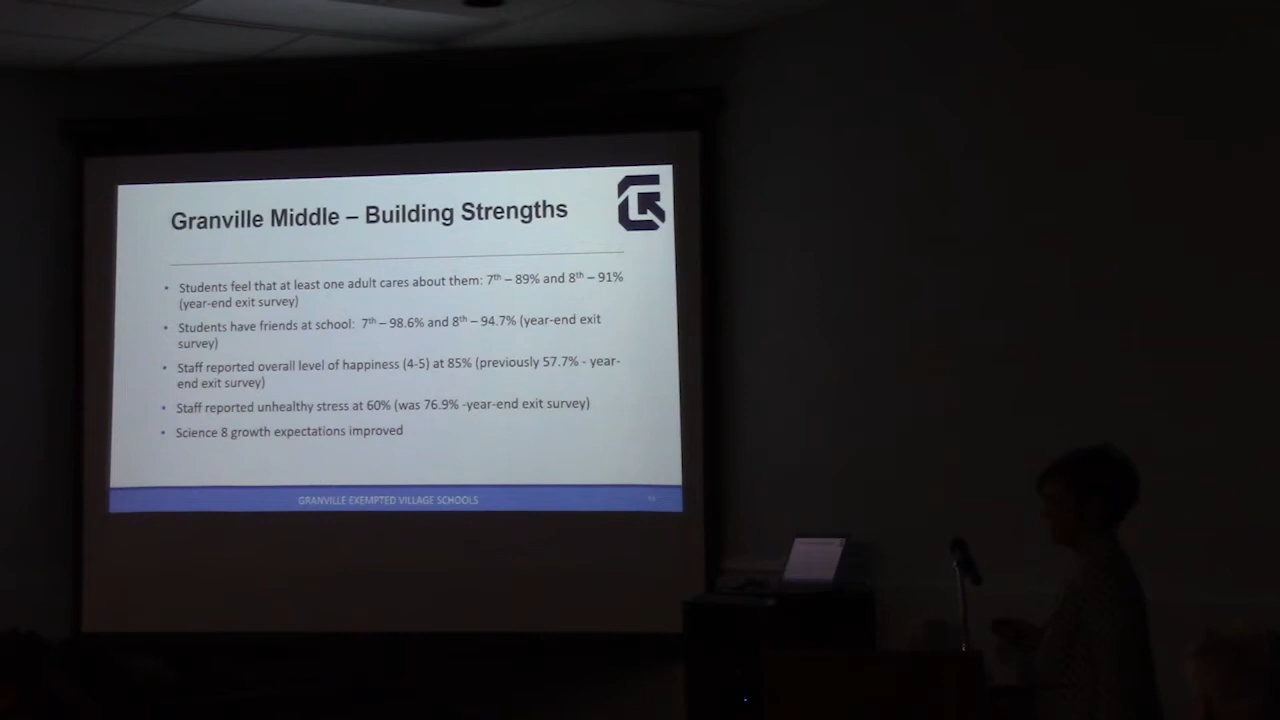 Granville Middle – Building Strengths
• Students feel that at least one adult cares about them: 7th – 89% and 8th – 91%
(year-end exit survey)
• Students have friends at school: 7th – 98.6% and 8th – 94.7% (year-end exit
survey)
• Staff reported overall level of happiness (4-5) at 85% (previously 57.7% - year-
end exit survey)
• Staff reported unhealthy stress at 60% (was 76.9% -year-end exit survey)
• Science 8 growth expectations improved
GRANVILLE EXEMPTED VILLAGE SCHOOLS